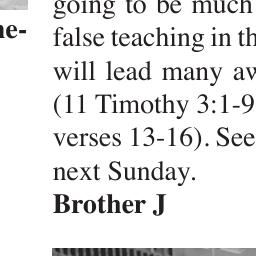 going to be much
false teaching in th
will lead many aw
(11 Timothy 3:1-9
verses 13-16). See
next Sunday.
Brother J
ne-